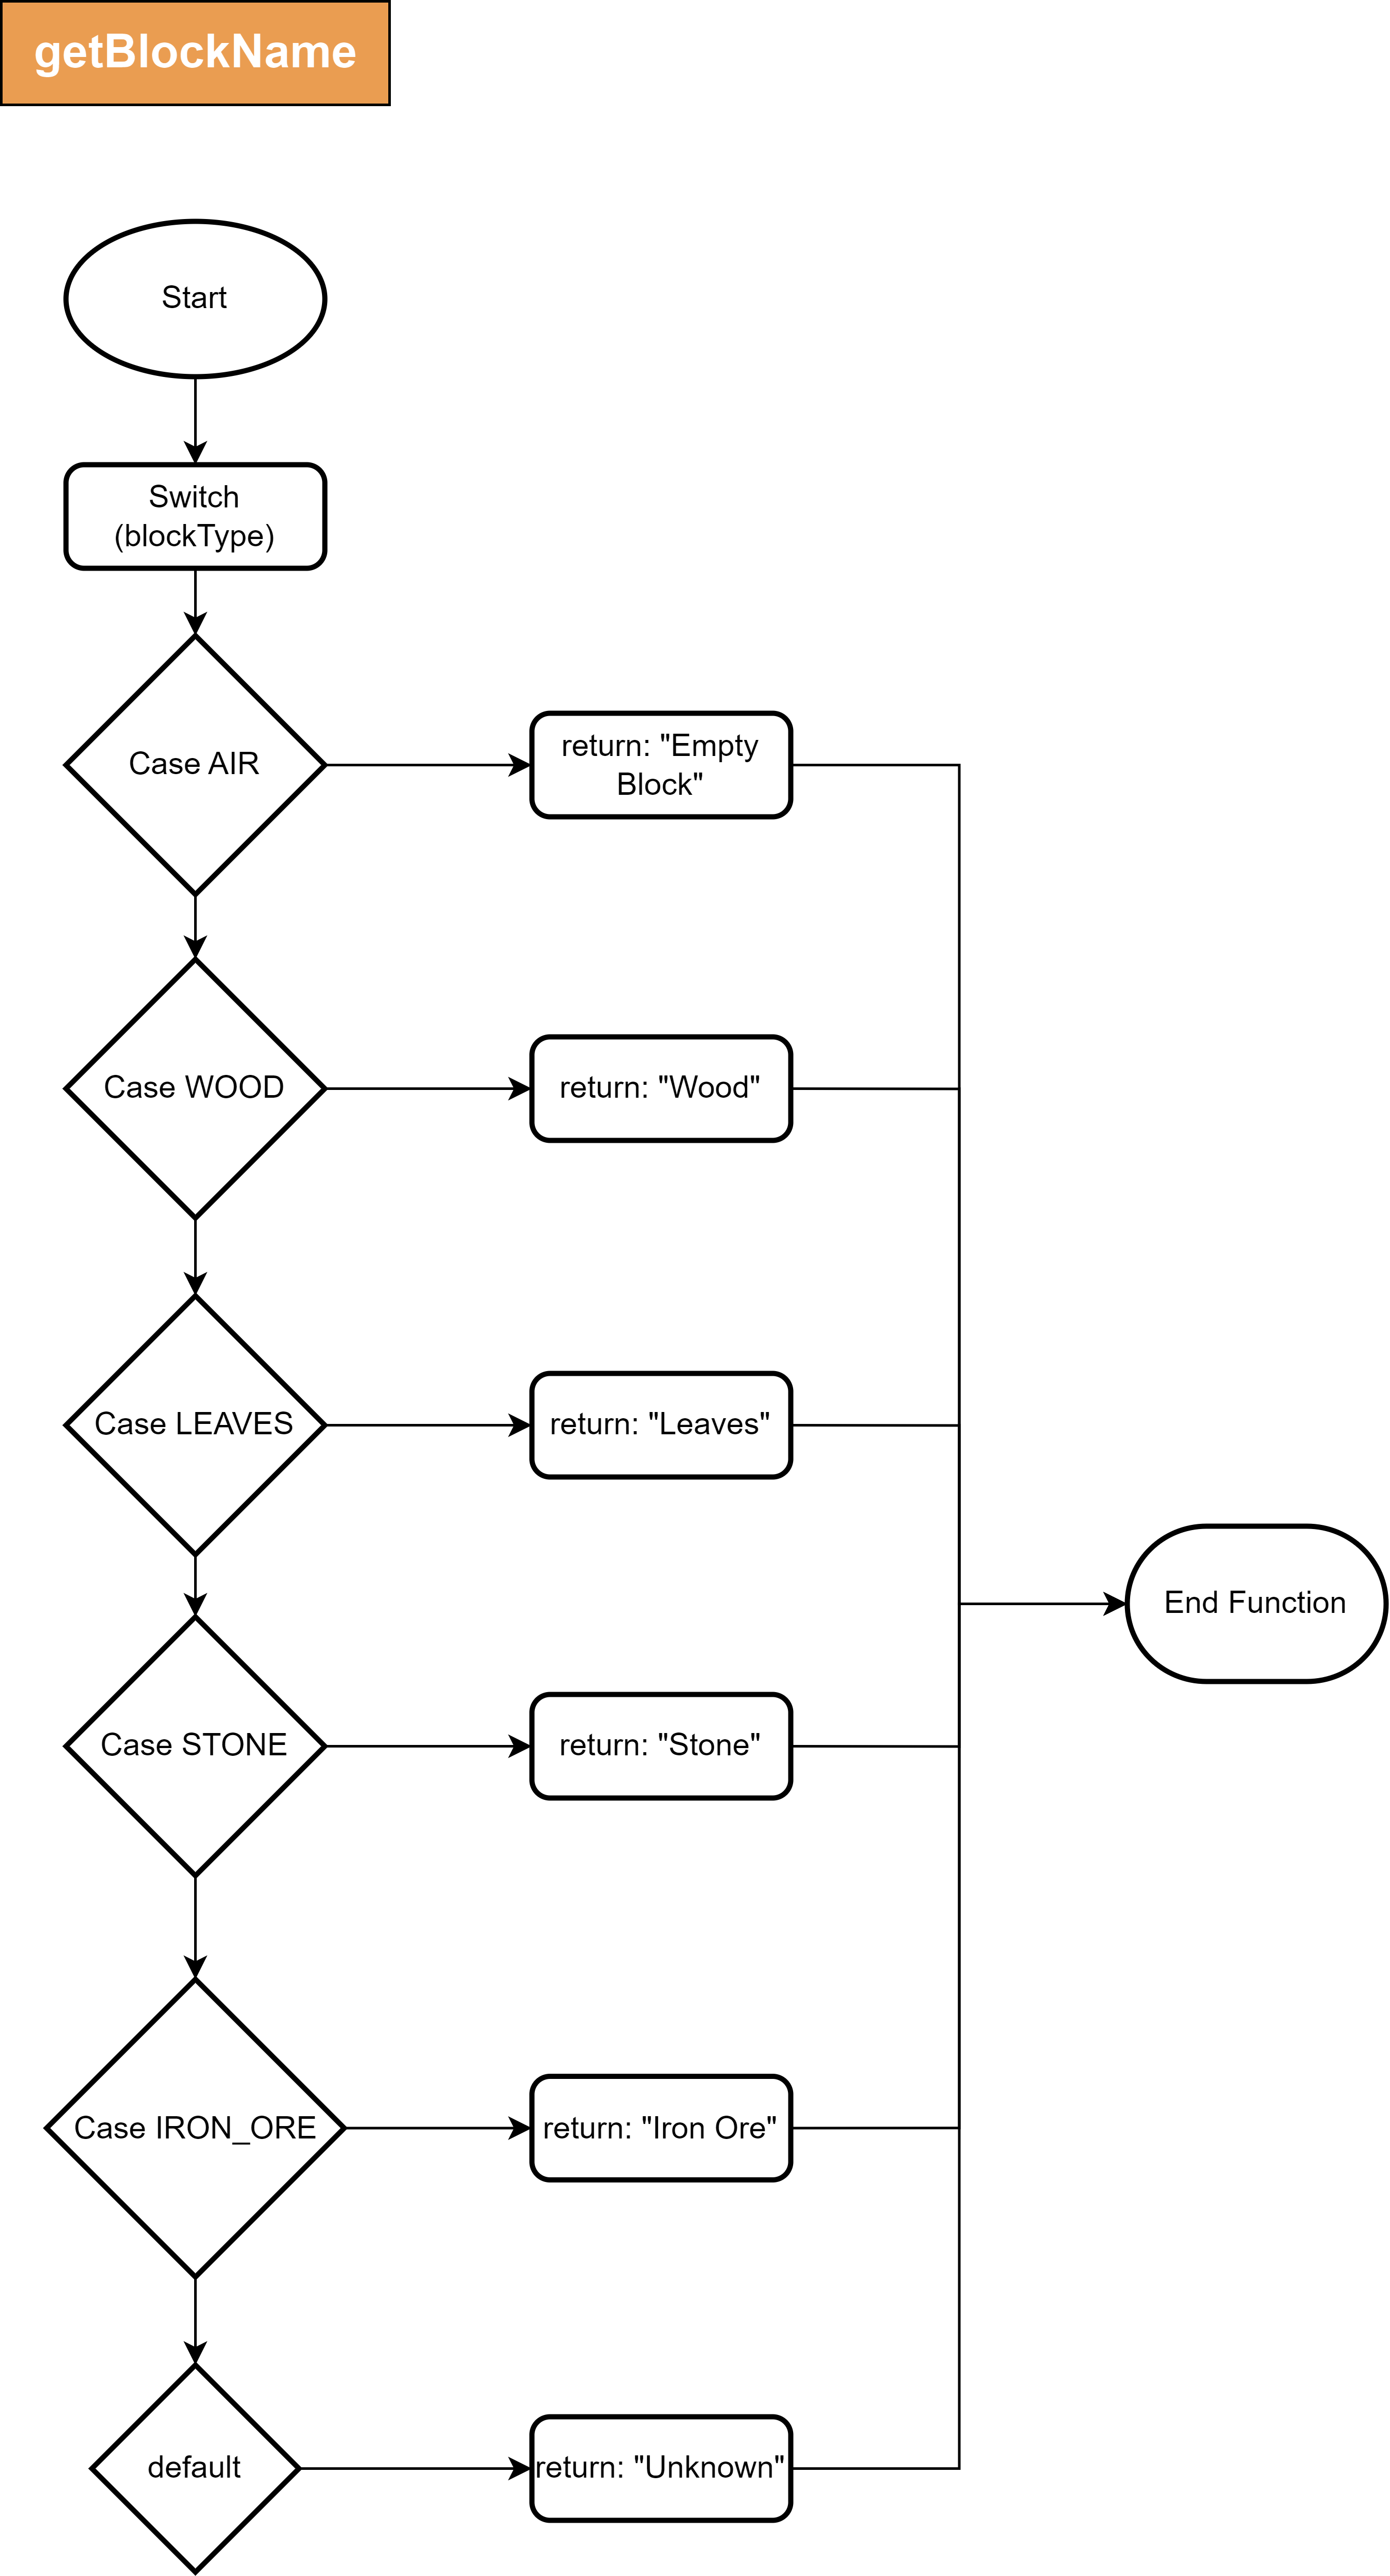 getBlockName
Start
Switch
(blockType)
Case AIR
return: "Empty
Block"
Case WOOD
return: "Wood"
Case LEAVES
return: "Leaves"
End Function
Case STONE
return: "Stone"
Case IRON_ORE
return: "Iron Ore"
default
return: "Unknown"